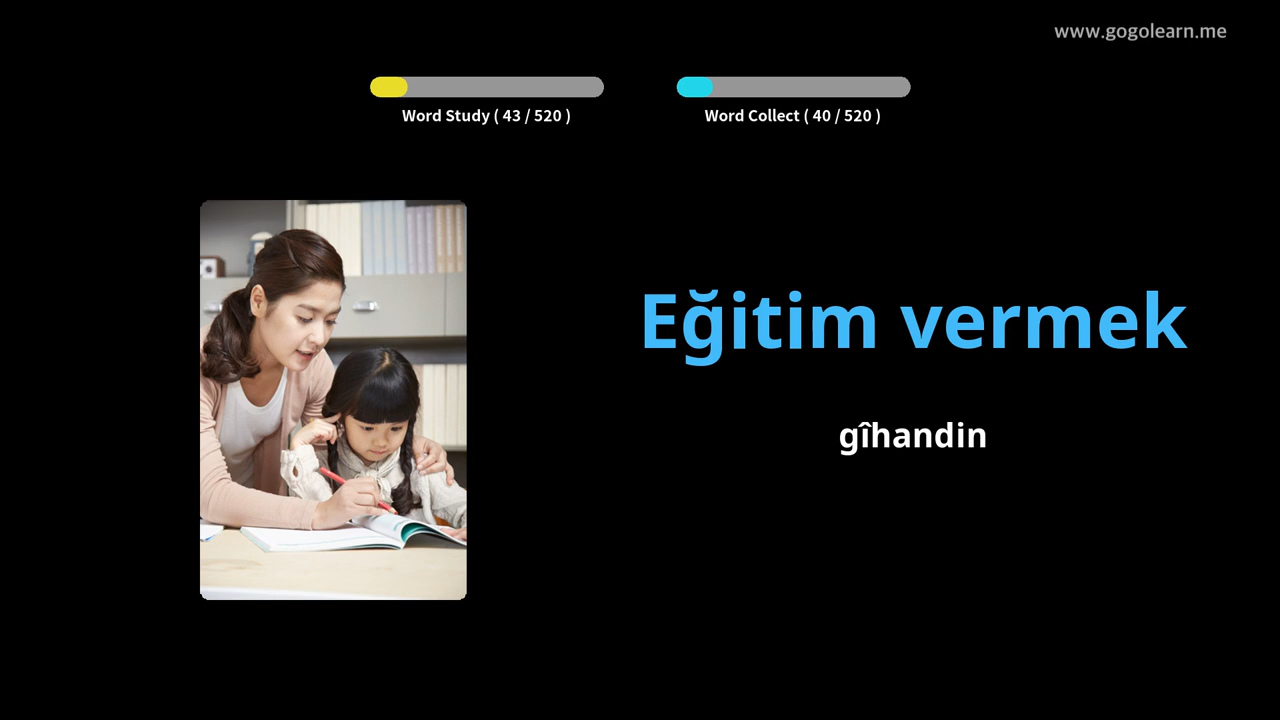 www.gogolearn.me
Word Study ( 43 / 520 )
Word Collect ( 40 / 520 )
Eğitim vermek
gîhandin